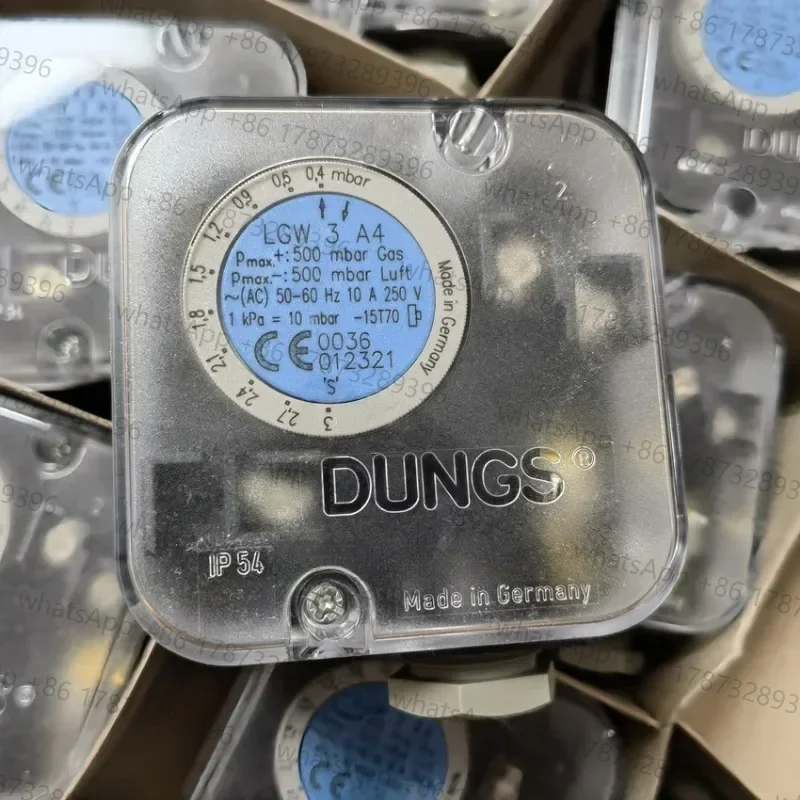 0,4 mbar
0,6
0,9
1,2
1,5
1,8
2,1
2,4
2,7
3
LGW 3 A4
Pmax.+: 500 mbar Gas
Pmax.-: 500 mbar Luft
~(AC) 50-60 Hz 10 A 250 V
1 kPa = 10 mbar -15T70
CE 0036
012321
'S'
Made in Germany
2
DUNGS®
IP 54
Made in Germany
WhatsApp +86 17873289396